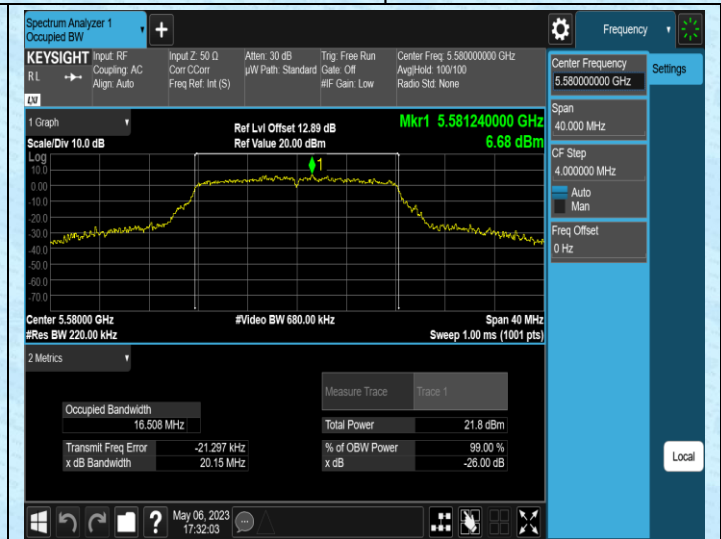 Spectrum Analyzer 1
Occupied BW
+
Frequency
KEYSIGHT
R L
LXI
Input: RF
Coupling: AC
Align: Auto
Input Z: 50 Ω
Corr CCorr
Freq Ref: Int (S)
Atten: 30 dB
µW Path: Standard
Trig: Free Run
Gate: Off
#IF Gain: Low
Center Freq: 5.580000000 GHz
Avg|Hold: 100/100
Radio Std: None
Center Frequency
5.580000000 GHz
Settings
Span
40.000 MHz
CF Step
4.000000 MHz
Auto
Man
Freq Offset
0 Hz
Local
1 Graph
Scale/Div 10.0 dB
Ref Lvl Offset 12.89 dB
Ref Value 20.00 dBm
Mkr1 5.581240000 GHz
6.68 dBm
Log
10.0
0.00
-10.0
-20.0
-30.0
-40.0
-50.0
-60.0
-70.0
1
Center 5.58000 GHz
#Video BW 680.00 kHz
Span 40 MHz
#Res BW 220.00 kHz
Sweep 1.00 ms (1001 pts)
2 Metrics
Measure Trace
Trace 1
Occupied Bandwidth
16.508 MHz
Total Power
21.8 dBm
Transmit Freq Error
-21.297 kHz
% of OBW Power
99.00 %
x dB Bandwidth
20.15 MHz
x dB
-26.00 dB
?
May 06, 2023
17:32:03